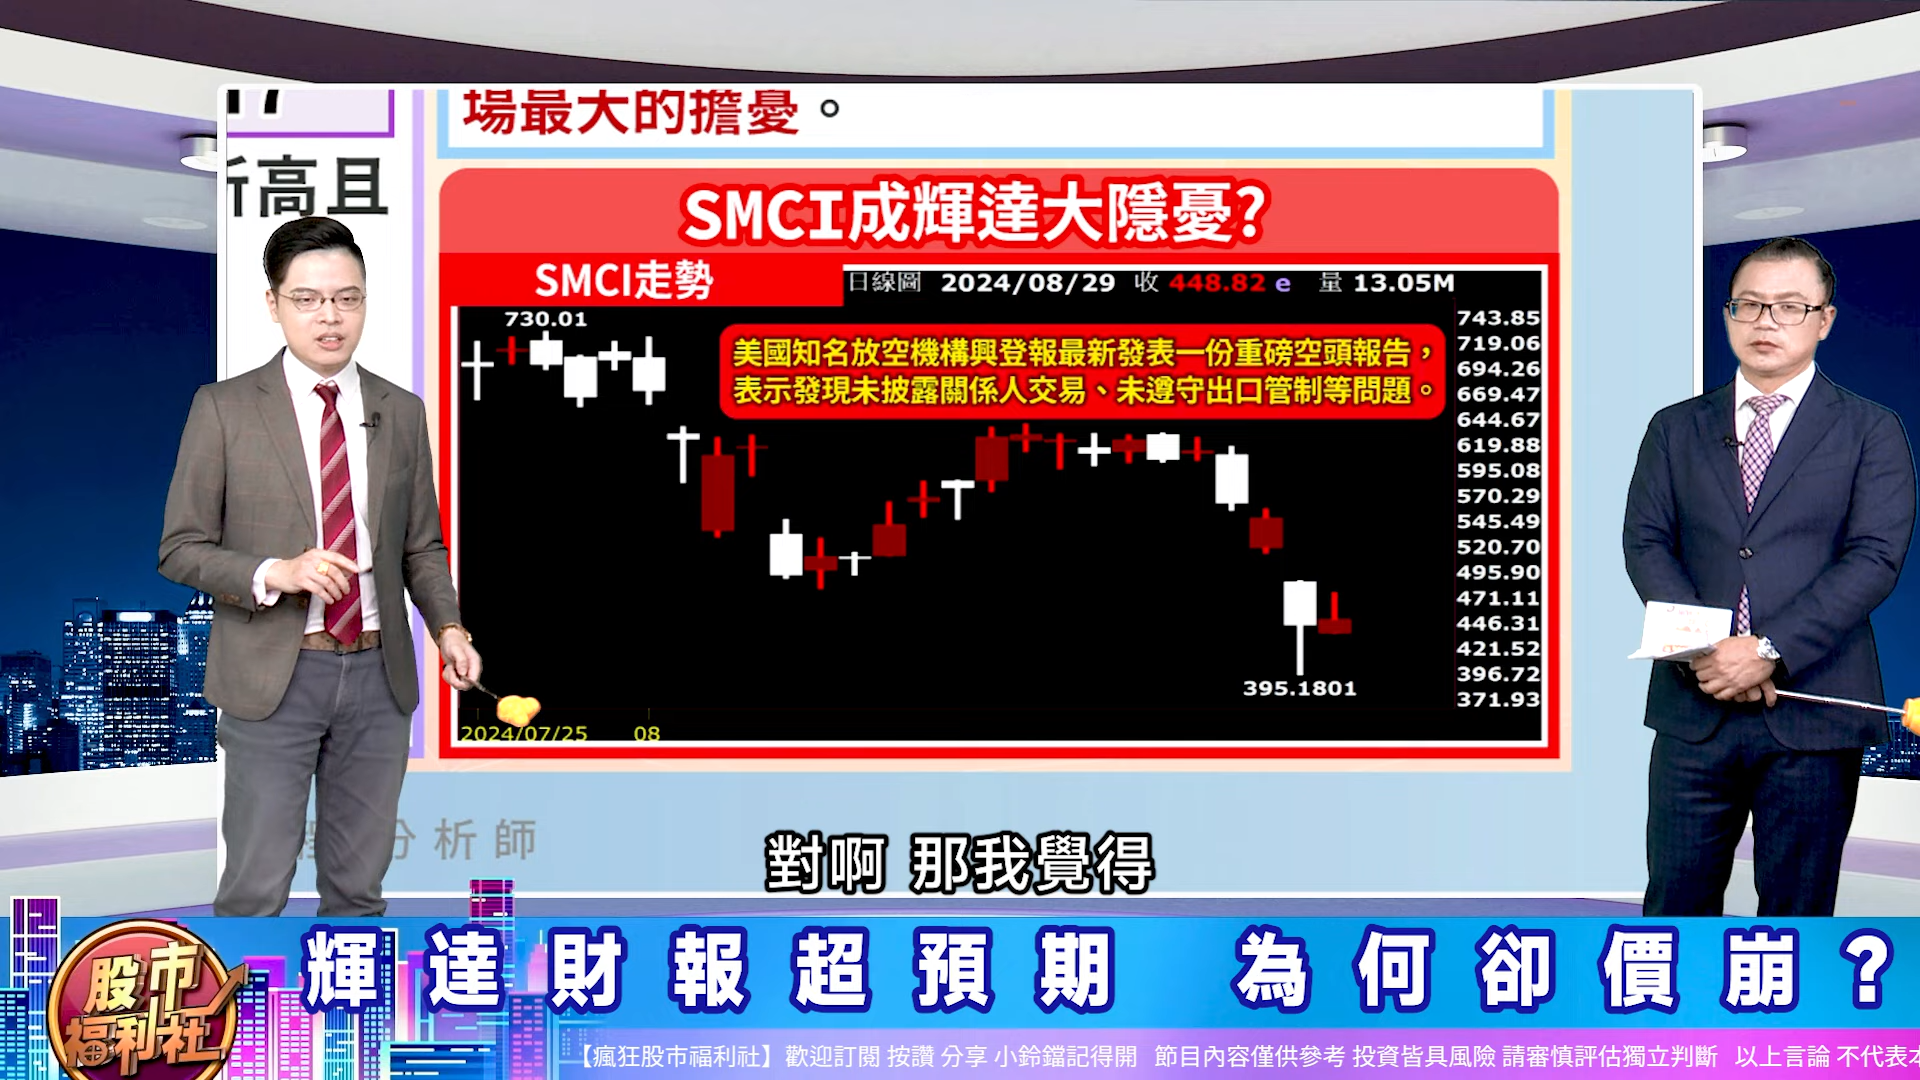 場最大的擔憂。
新高且
SMCI成輝達大隱憂?
SMCI走勢
日線圖 2024/08/29 收 448.82 e 量 13.05M
730.01
美國知名放空機構興登報最新發表一份重磅空頭報告，
表示發現未披露關係人交易、未遵守出口管制等問題。
743.85
719.06
694.26
669.47
644.67
619.88
595.08
570.29
545.49
520.70
495.90
471.11
446.31
421.52
396.72
371.93
395.1801
2024/07/25 08
分析師
對啊 那我覺得
輝達財報超預期 為何卻價崩?
股市福利社
【瘋狂股市福利社】歡迎訂閱 按讚 分享 小鈴鐺記得開 節目內容僅供參考 投資皆具風險 請審慎評估獨立判斷 以上言論 不代表本